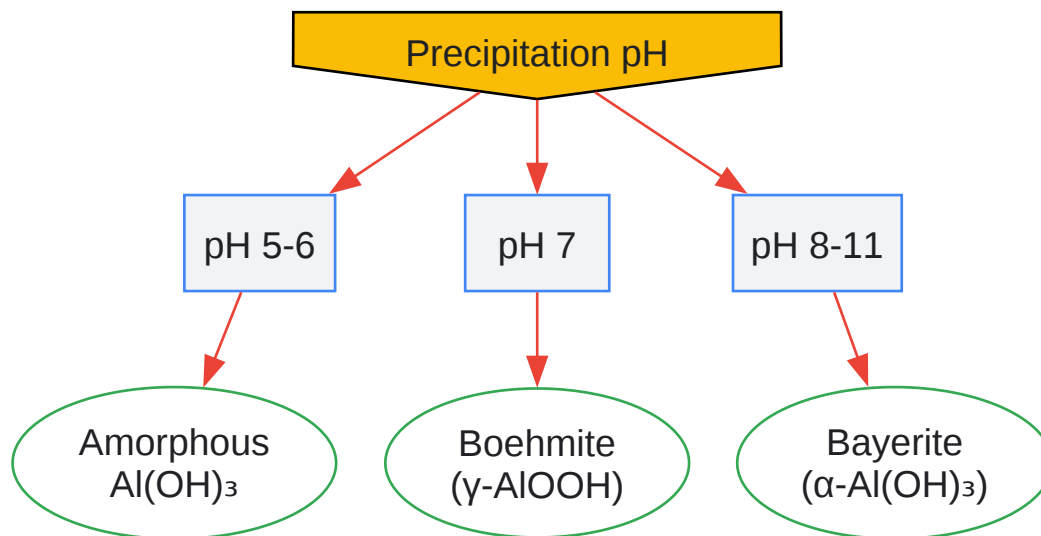 Precipitation pH
pH 5-6
pH 7
pH 8-11
Amorphous
Al(OH)₃
Boehmite
(γ-AlOOH)
Bayerite
(α-Al(OH)₃)